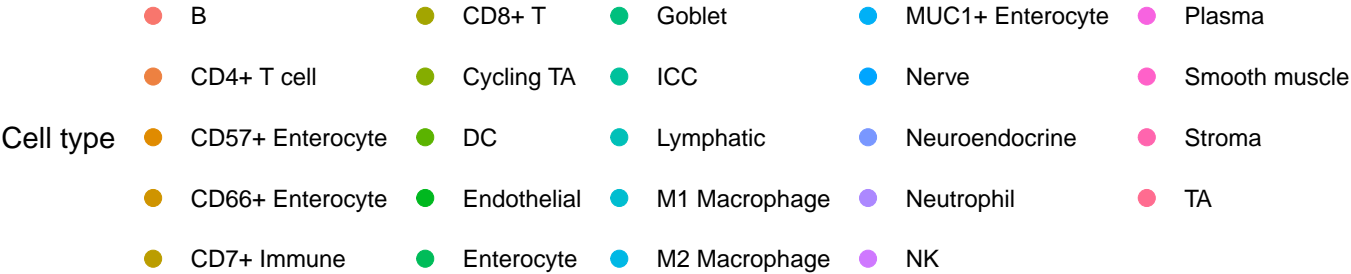 B CD8+ T Goblet MUC1+ Enterocyte Plasma
CD4+ T cell Cycling TA ICC Nerve Smooth muscle
Cell type CD57+ Enterocyte DC Lymphatic Neuroendocrine Stroma
CD66+ Enterocyte Endothelial M1 Macrophage Neutrophil TA
CD7+ Immune Enterocyte M2 Macrophage NK